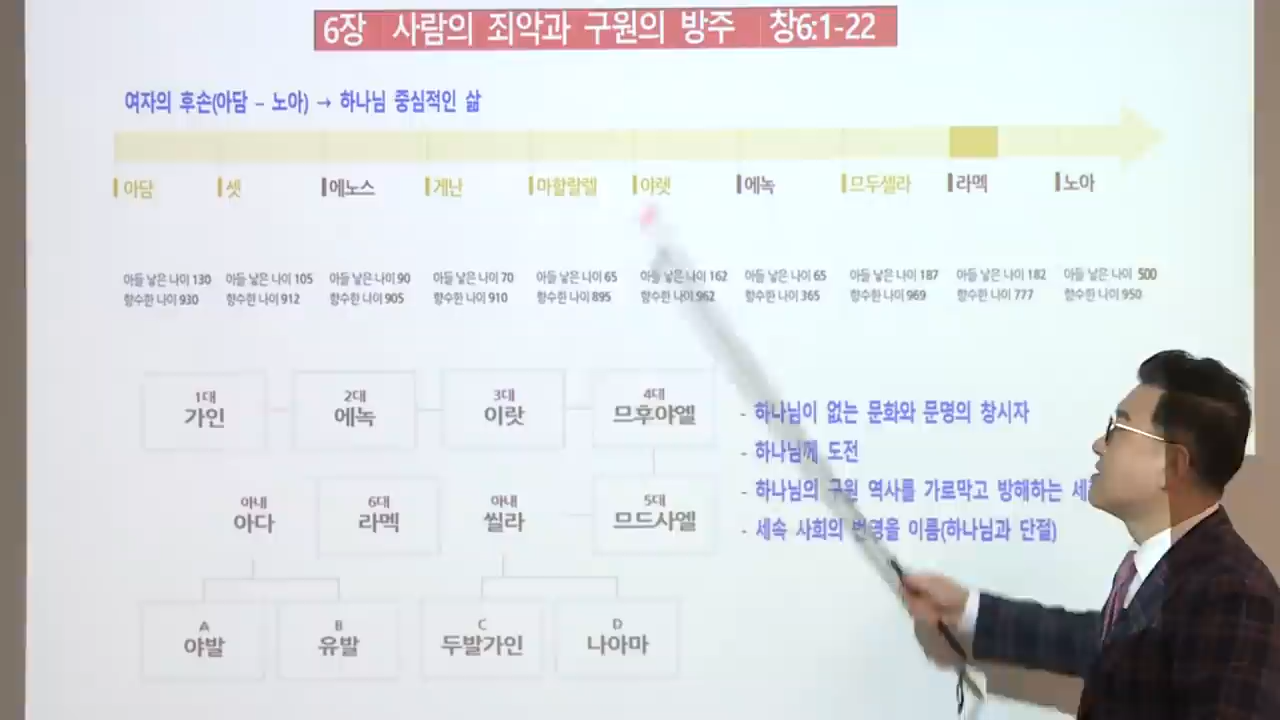 6장 사람의 죄악과 구원의 방주 창6:1-22
여자의 후손(아담 - 노아) → 하나님 중심적인 삶
아담 셋 에노스 게난 마할랄렐 야렛 에녹 므두셀라 라멕 노아
아들 낳은 나이 130 아들 낳은 나이 105 아들 낳은 나이 90 아들 낳은 나이 70 아들 낳은 나이 65 아들 낳은 나이 162 아들 낳은 나이 65 아들 낳은 나이 187 아들 낳은 나이 182 아들 낳은 나이 500
향수한 나이 930 향수한 나이 912 향수한 나이 905 향수한 나이 910 향수한 나이 895 향수한 나이 962 향수한 나이 365 향수한 나이 969 향수한 나이 777 향수한 나이 950
1대 2대 3대 4대
가인 에녹 이랏 므후야엘
아내 6대 아내 5대
아다 라멕 씰라 므드사엘
A B C D
야발 유발 두발가인 나아마
- 하나님이 없는 문화와 문명의 창시자
- 하나님께 도전
- 하나님의 구원 역사를 가르막고 방해하는
- 세속 사회의 번영을 이룸(하나님과 단절)